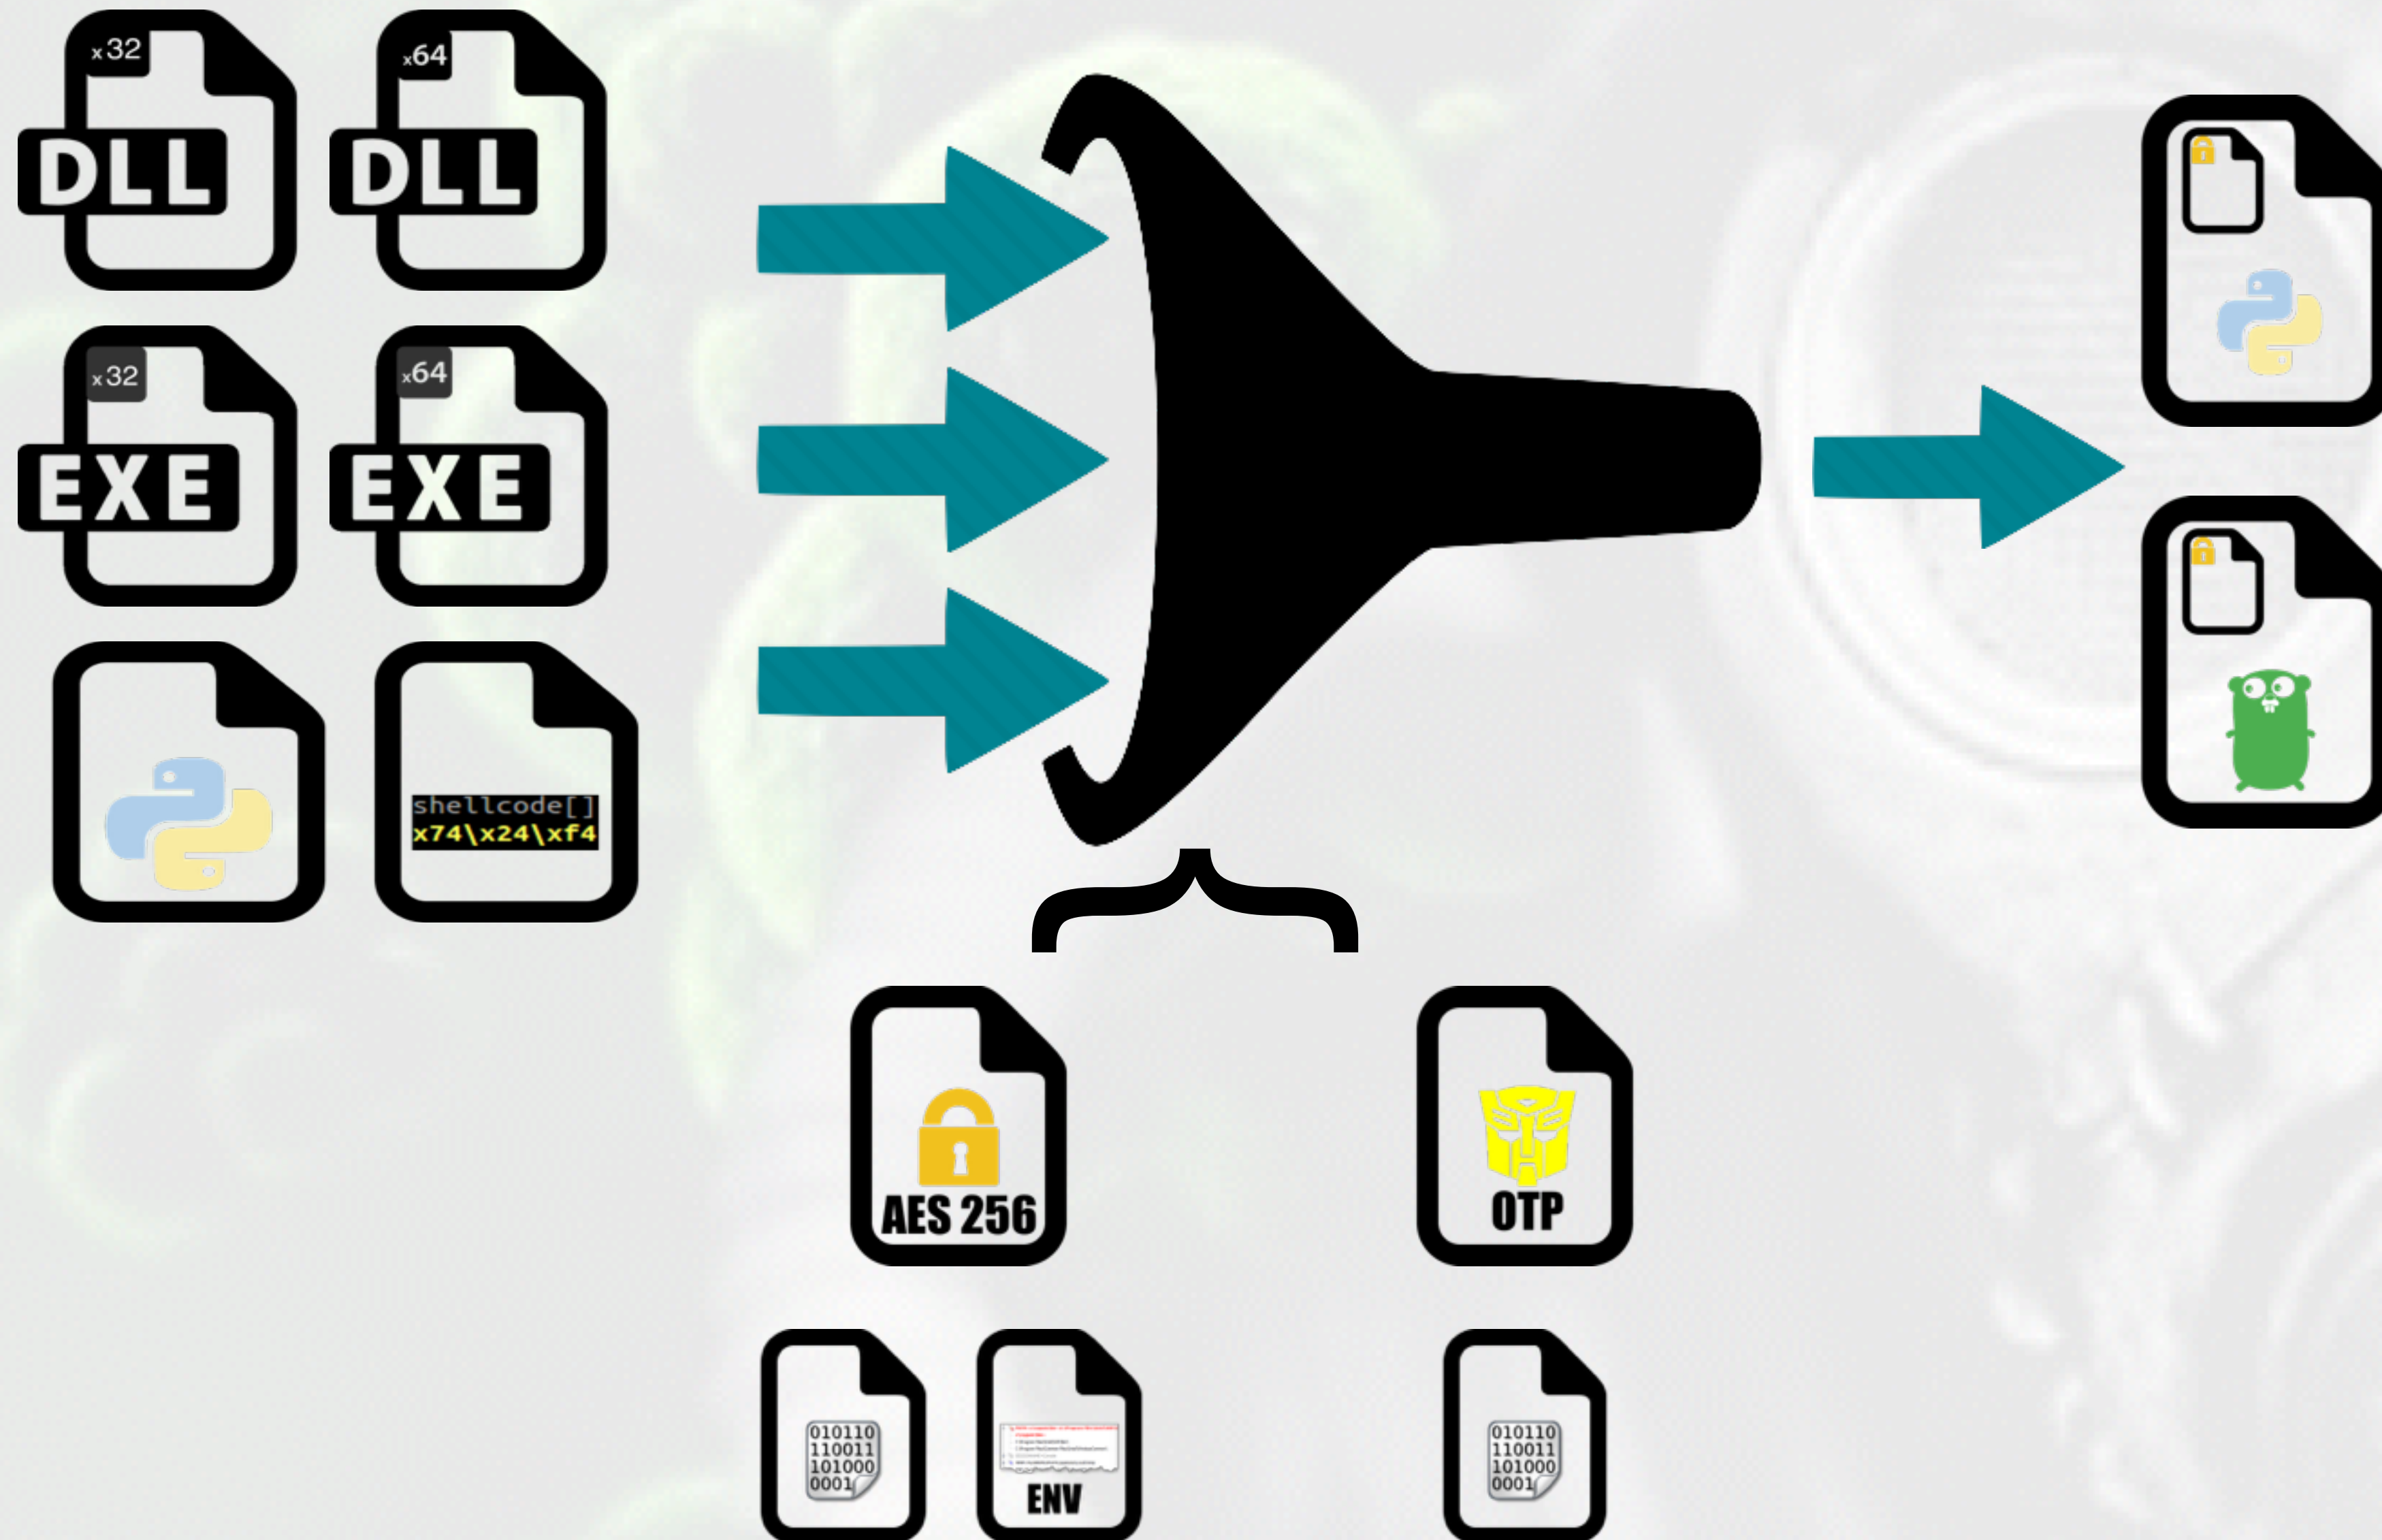 x32
x64
DLL
DLL
x32
x64
EXE
EXE
shellcode[]
x74\x24\xf4
AES 256
OTP
010110
110011
101000
0001
ENV
010110
110011
101000
0001